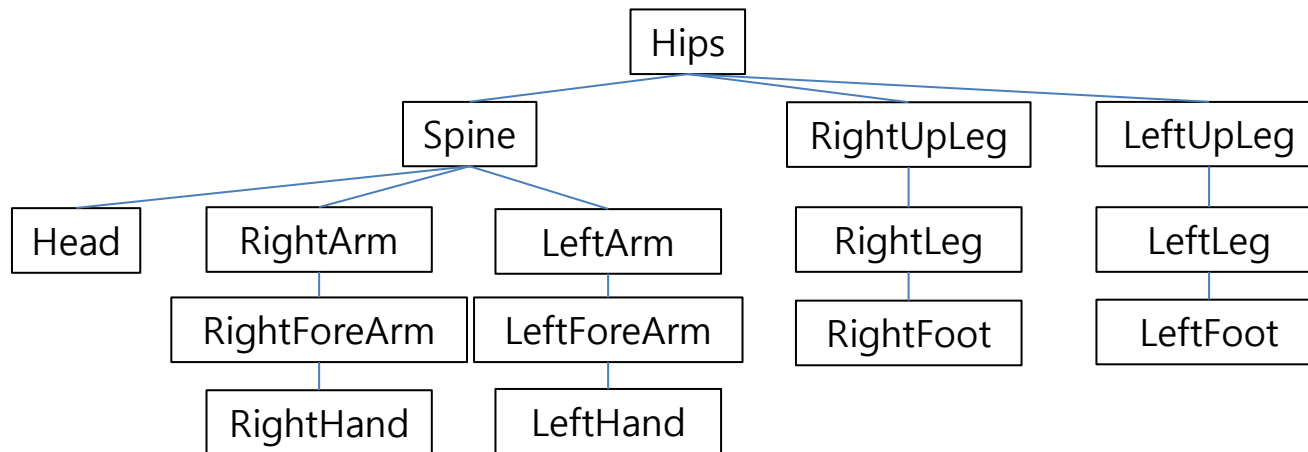 Hips
Spine
RightUpLeg
LeftUpLeg
Head
RightArm
LeftArm
RightLeg
LeftLeg
RightForeArm
LeftForeArm
RightFoot
LeftFoot
RightHand
LeftHand